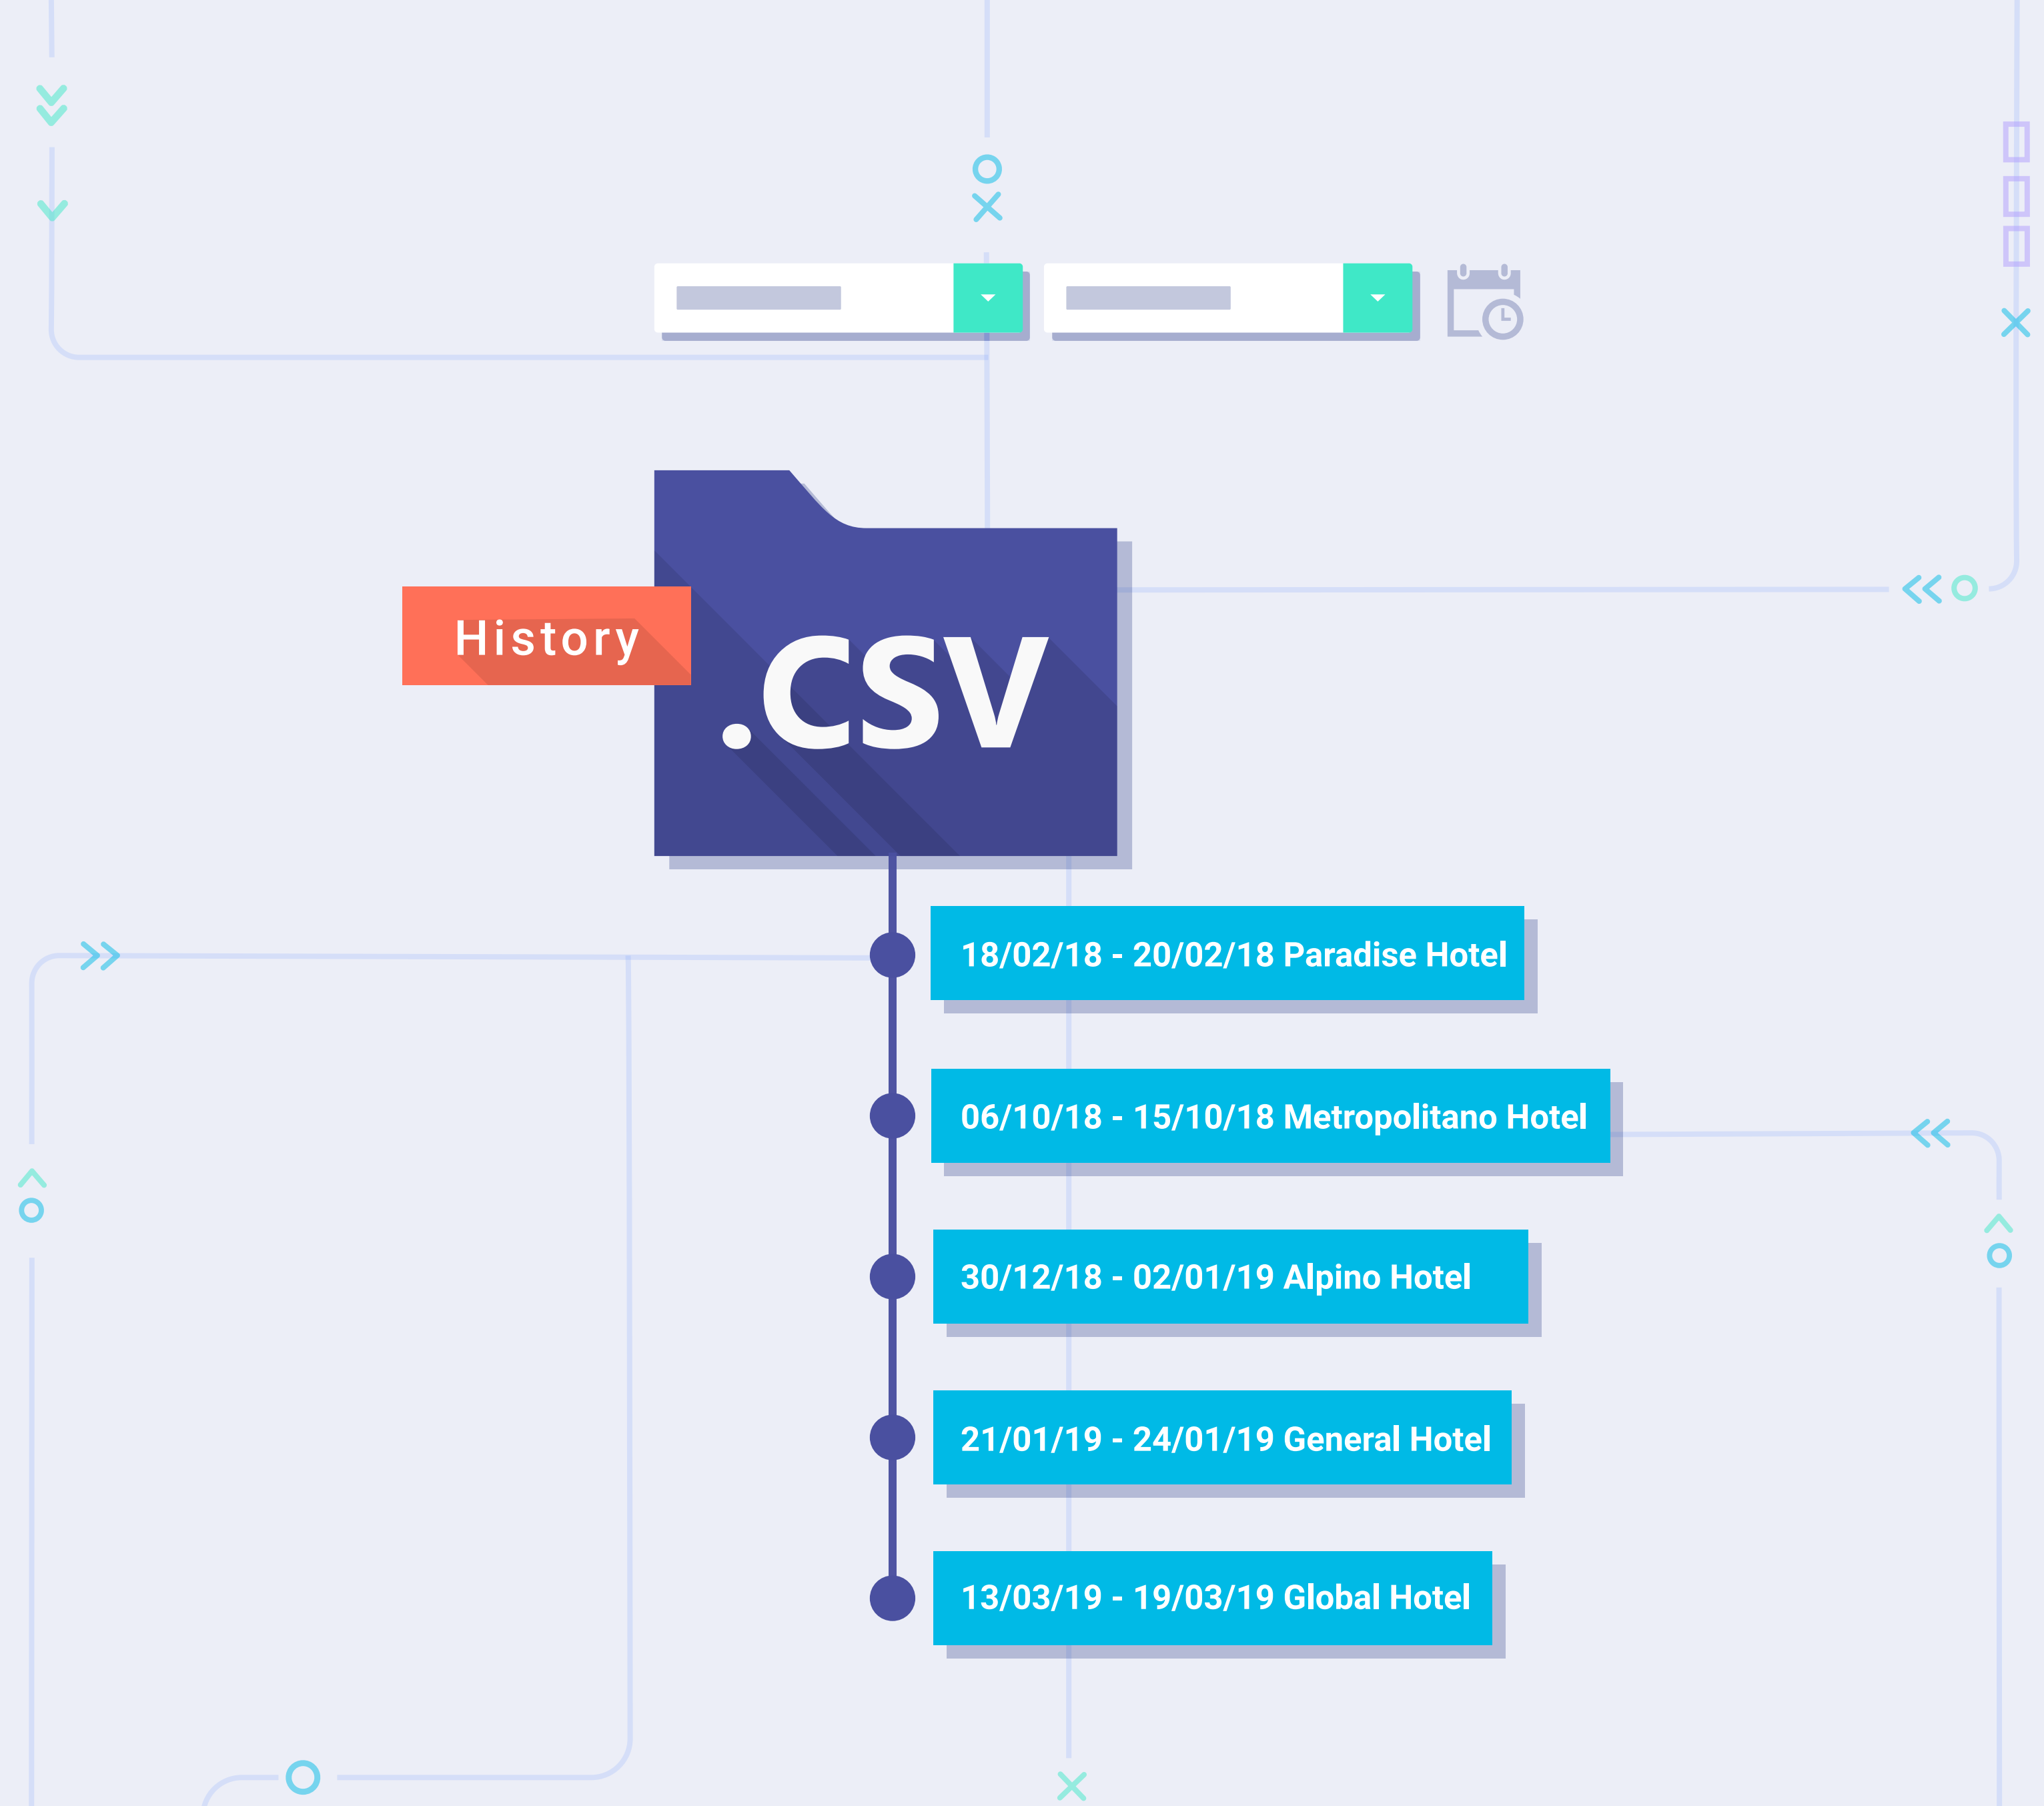 History
.CSV
18/02/18 - 20/02/18 Paradise Hotel
06/10/18 - 15/10/18 Metropolitano Hotel
30/12/18 - 02/01/19 Alpino Hotel
21/01/19 - 24/01/19 General Hotel
13/03/19 - 19/03/19 Global Hotel